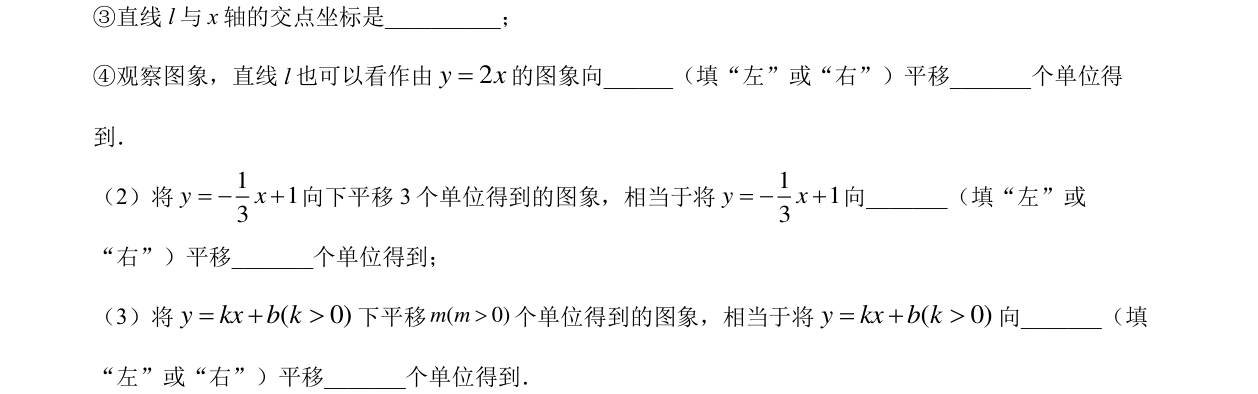 ③直线 l 与 x 轴的交点坐标是__________；
④观察图象，直线 l 也可以看作由 y = 2x 的图象向______（填“左”或“右”）平移_______个单位得
到．
（2）将 y = -\frac{1}{3}x+1 向下平移 3 个单位得到的图象，相当于将 y = -\frac{1}{3}x+1 向_______（填“左”或
“右”）平移_______个单位得到；
（3）将 y = kx+b(k > 0) 下平移 m(m > 0) 个单位得到的图象，相当于将 y = kx+b(k > 0) 向_______（填
“左”或“右”）平移_______个单位得到．